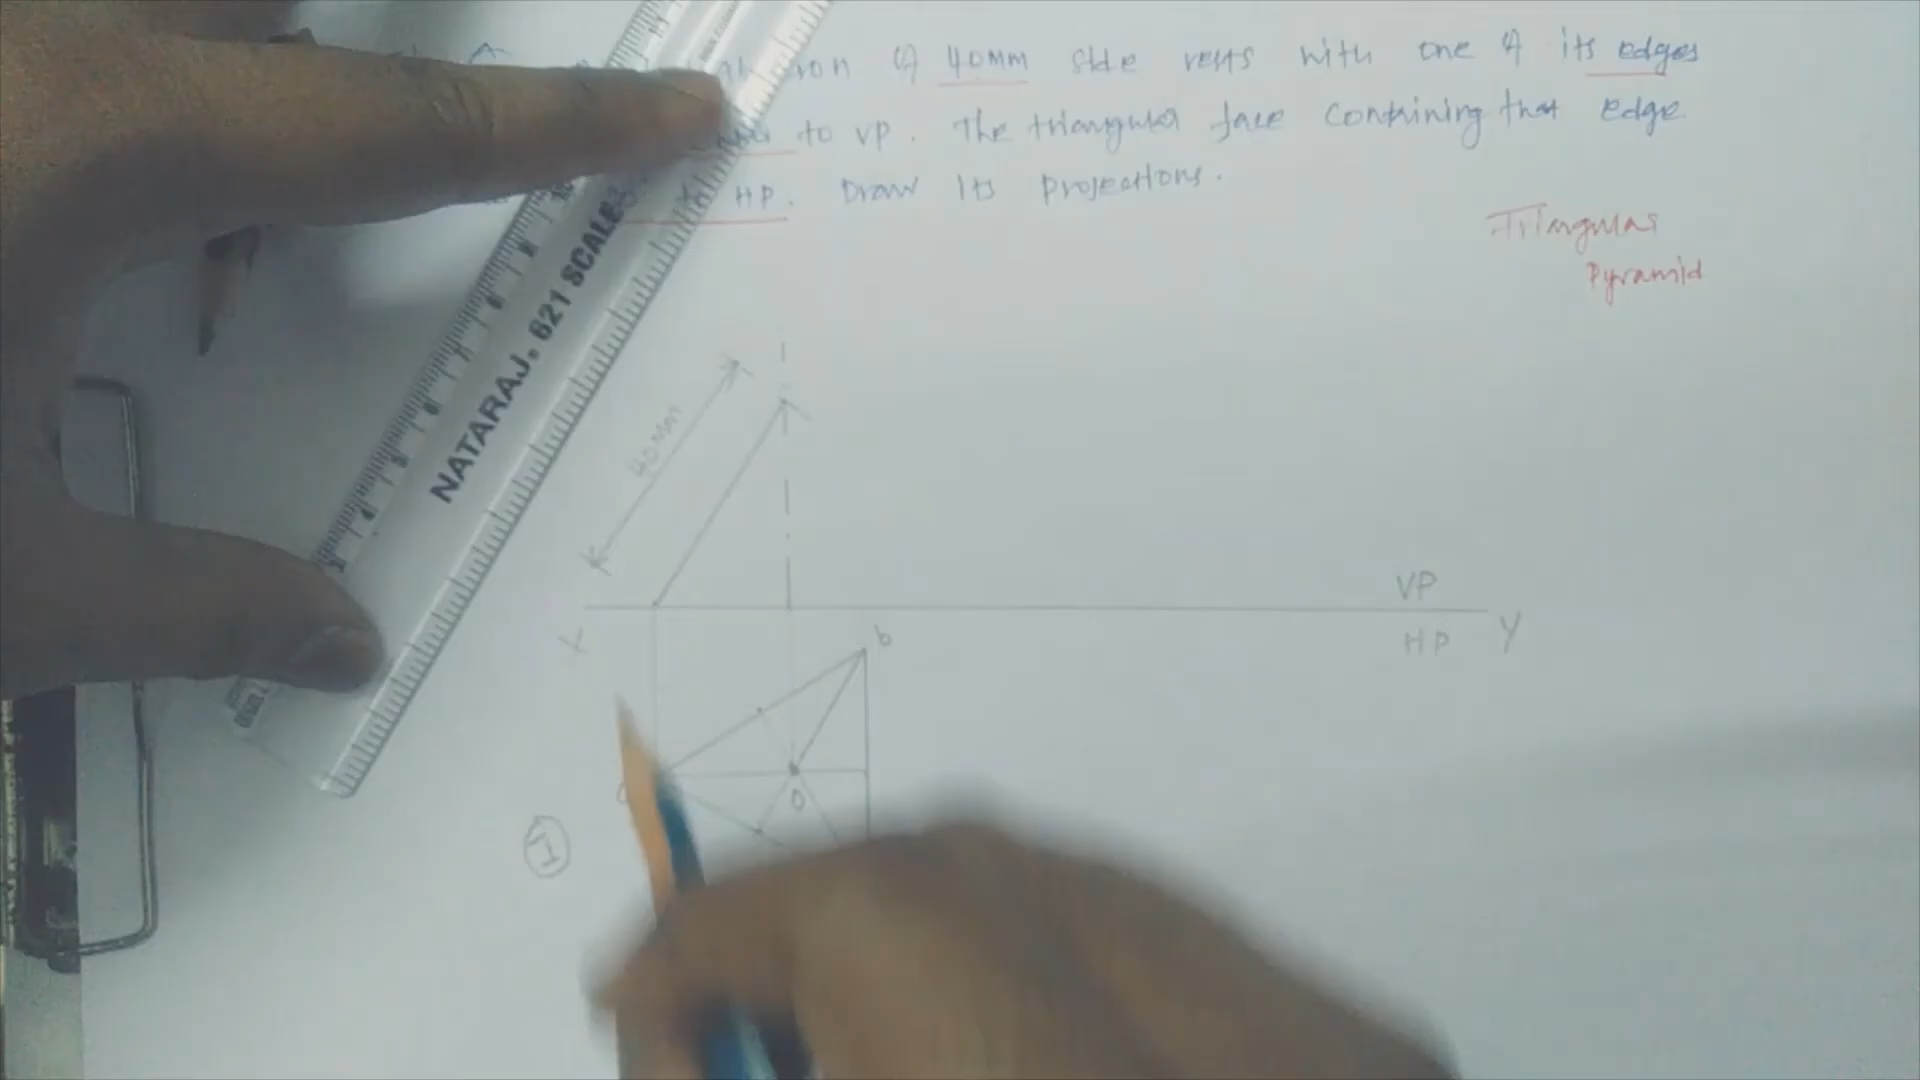 of 40MM side rests with one of its edges
to VP. The triangular face containing that edge
HP. Draw its projections.
Triangular
Pyramid
NATARAJ. 621 SCALE
40MM
VP
X
Y
HP
b
o
1